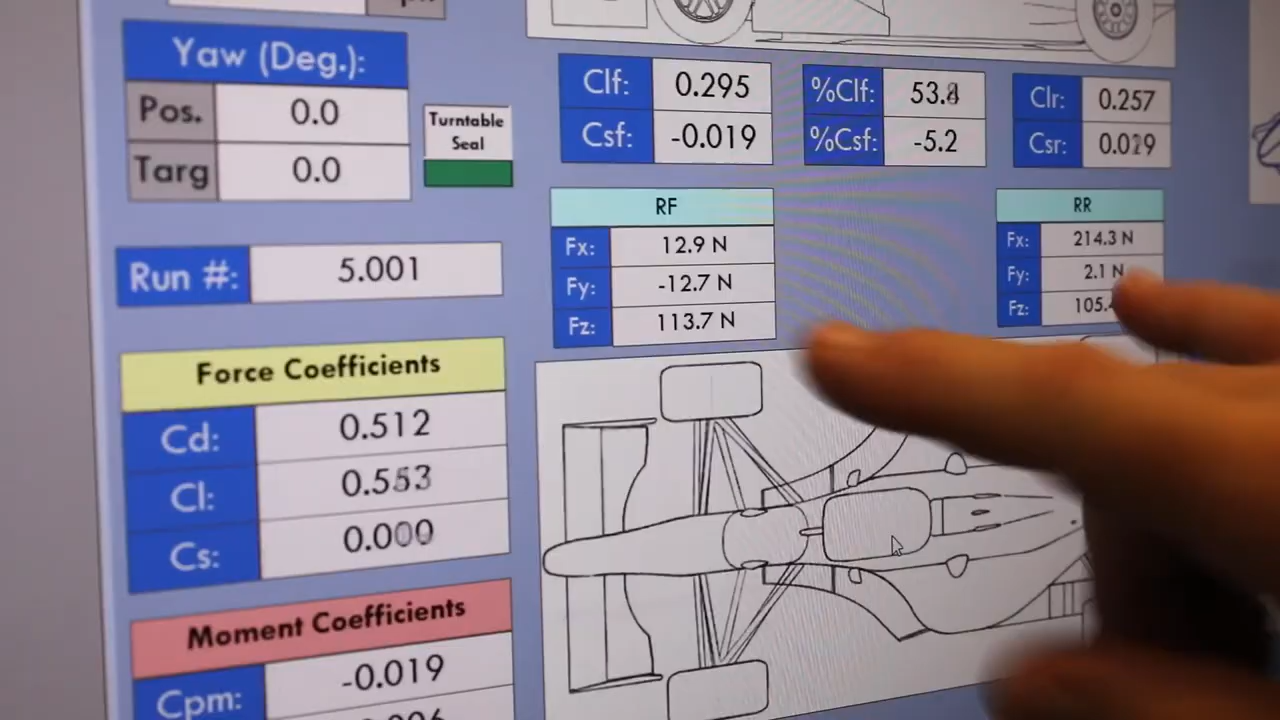 Yaw (Deg.):
Pos. 0.0
Targ 0.0
Turntable
Seal
Run #: 5.001
Force Coefficients
Cd: 0.512
Cl: 0.553
Cs: 0.000
Moment Coefficients
Cpm: -0.019
Clf: 0.295
Csf: -0.019
%Clf: 53.8
%Csf: -5.2
Clr: 0.257
Csr: 0.019
RF
Fx: 12.9 N
Fy: -12.7 N
Fz: 113.7 N
RR
Fx: 214.3 N
Fy: 2.1 N
Fz: 105.